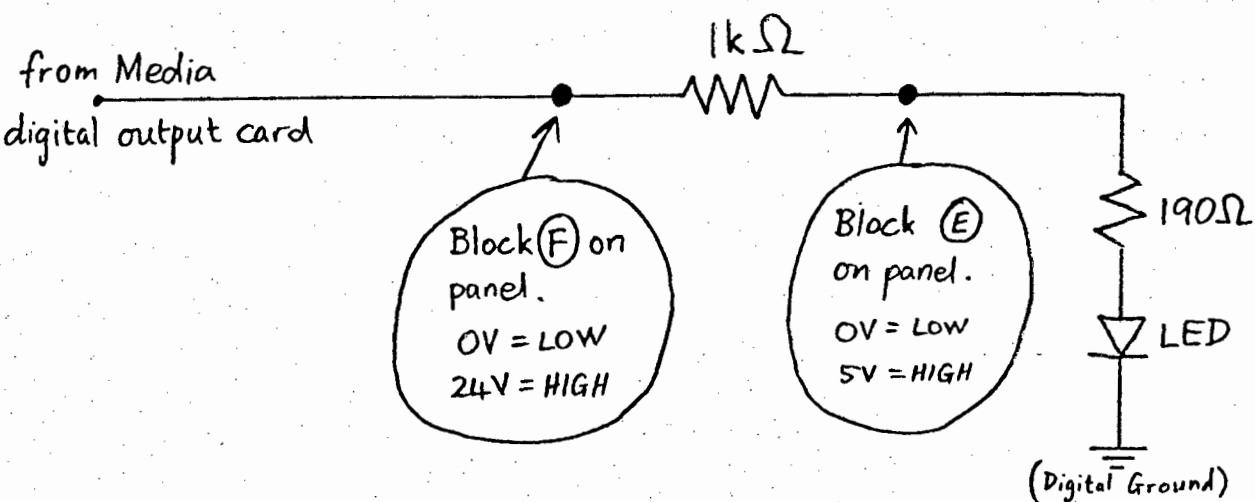 from Media
digital output card
1kΩ
Block Ⓕ on
panel.
0V = LOW
24V = HIGH
Block Ⓔ
on panel.
0V = LOW
5V = HIGH
190Ω
LED
(Digital Ground)